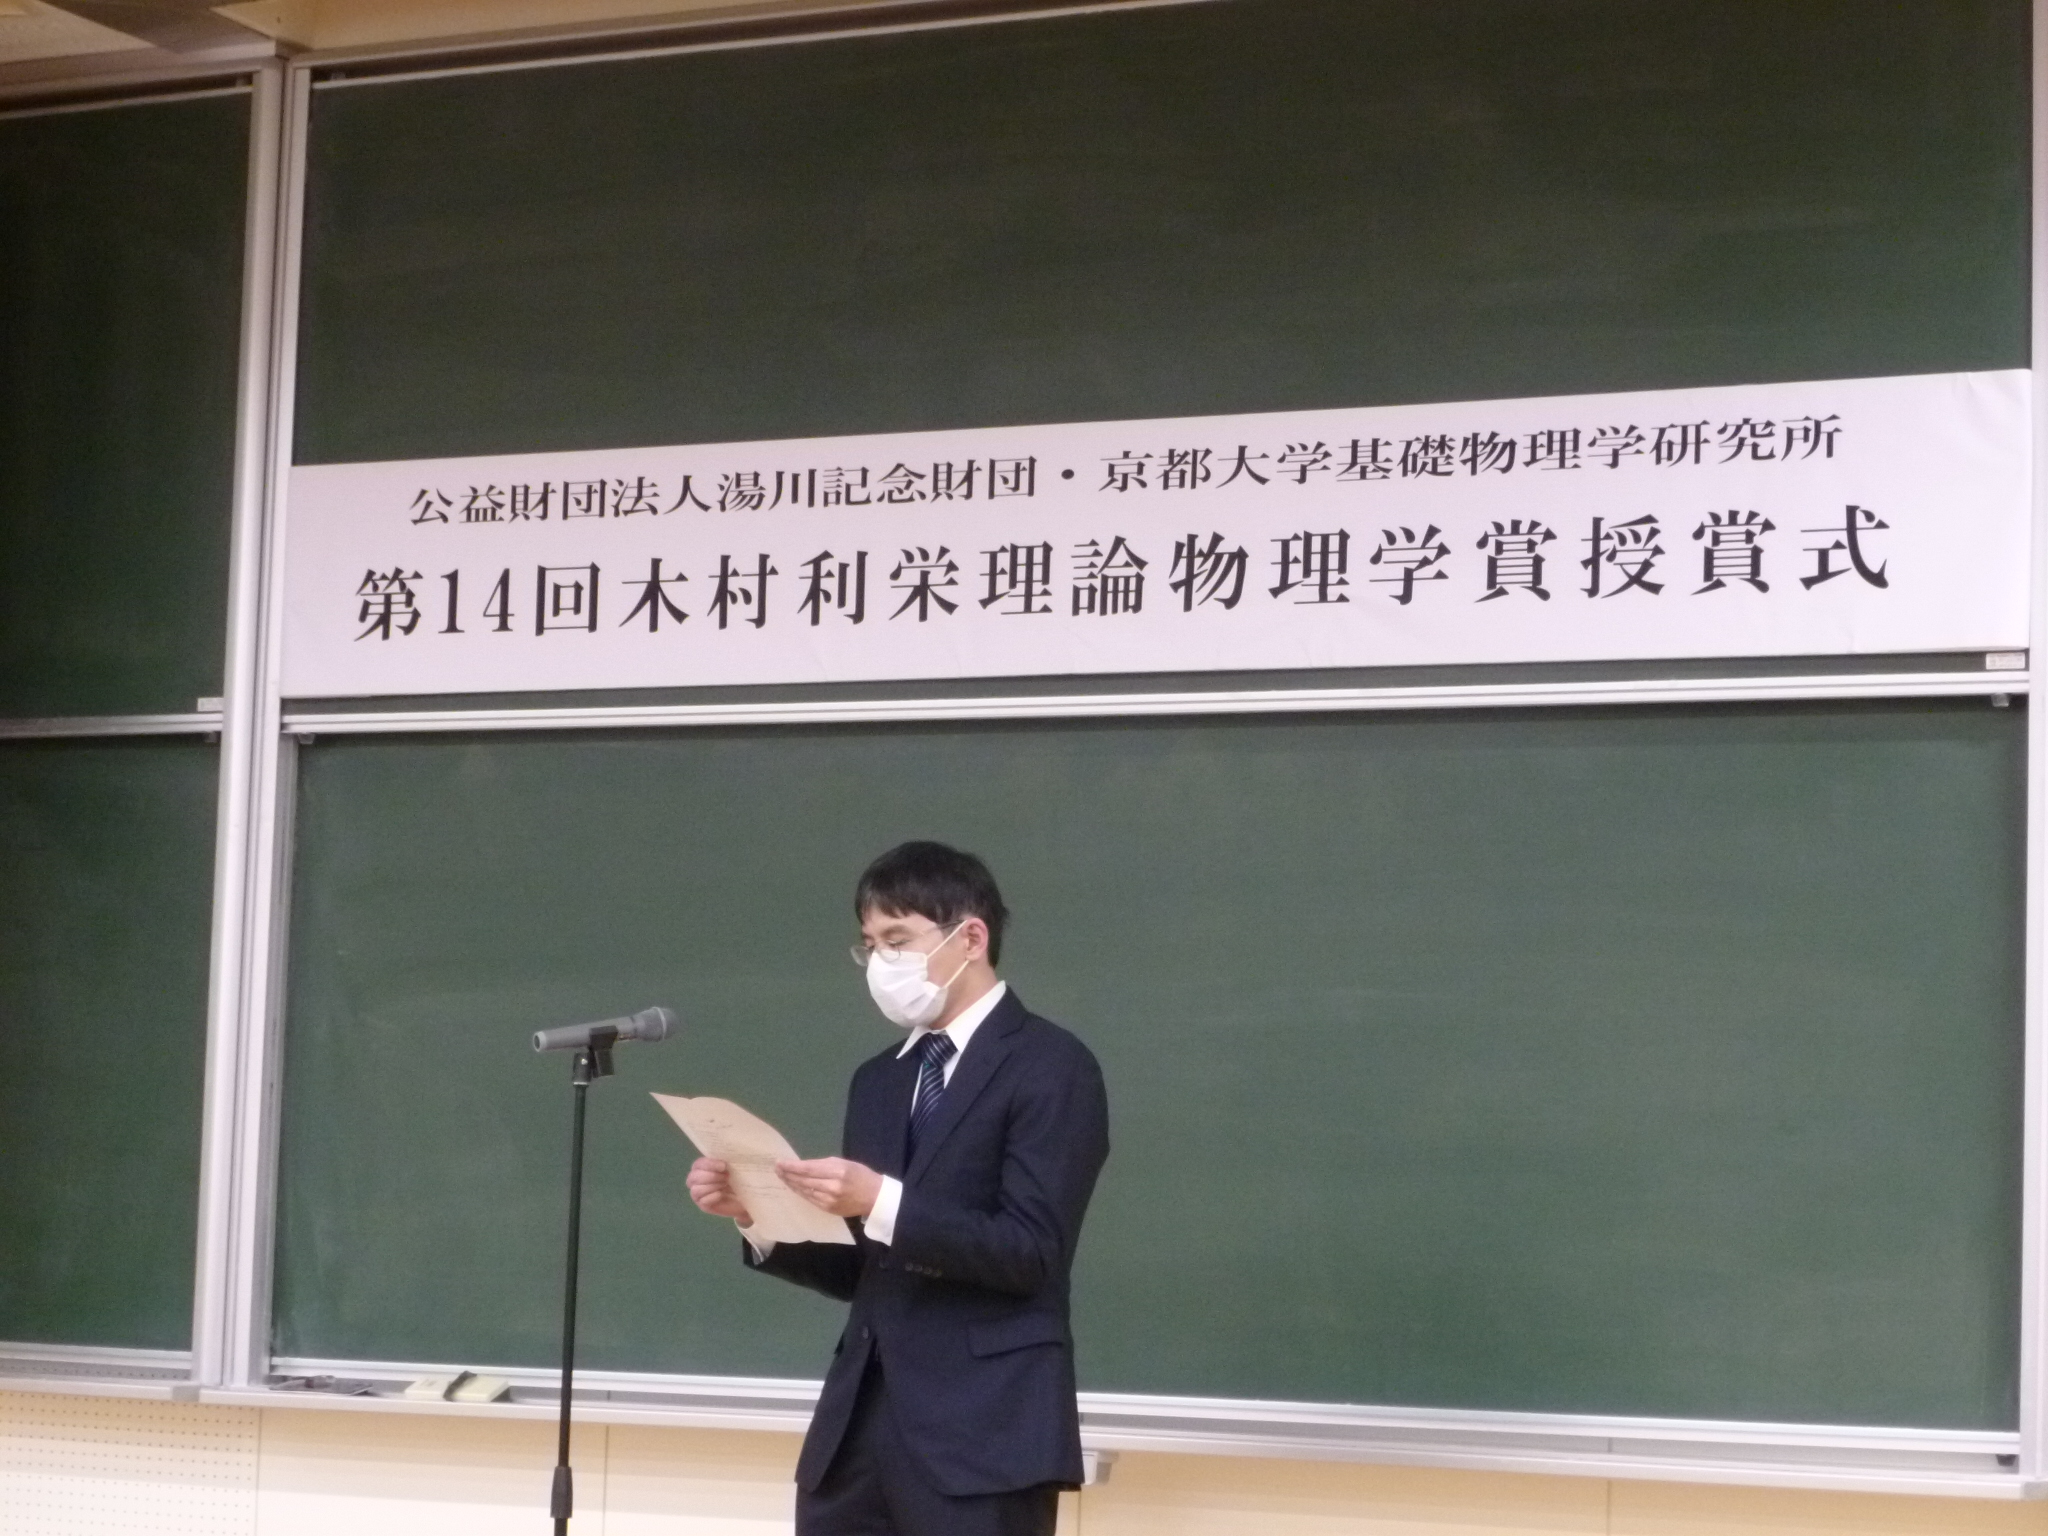 公益財団法人湯川記念財団・京都大学基礎物理学研究所
第14回木村利栄理論物理学賞授賞式